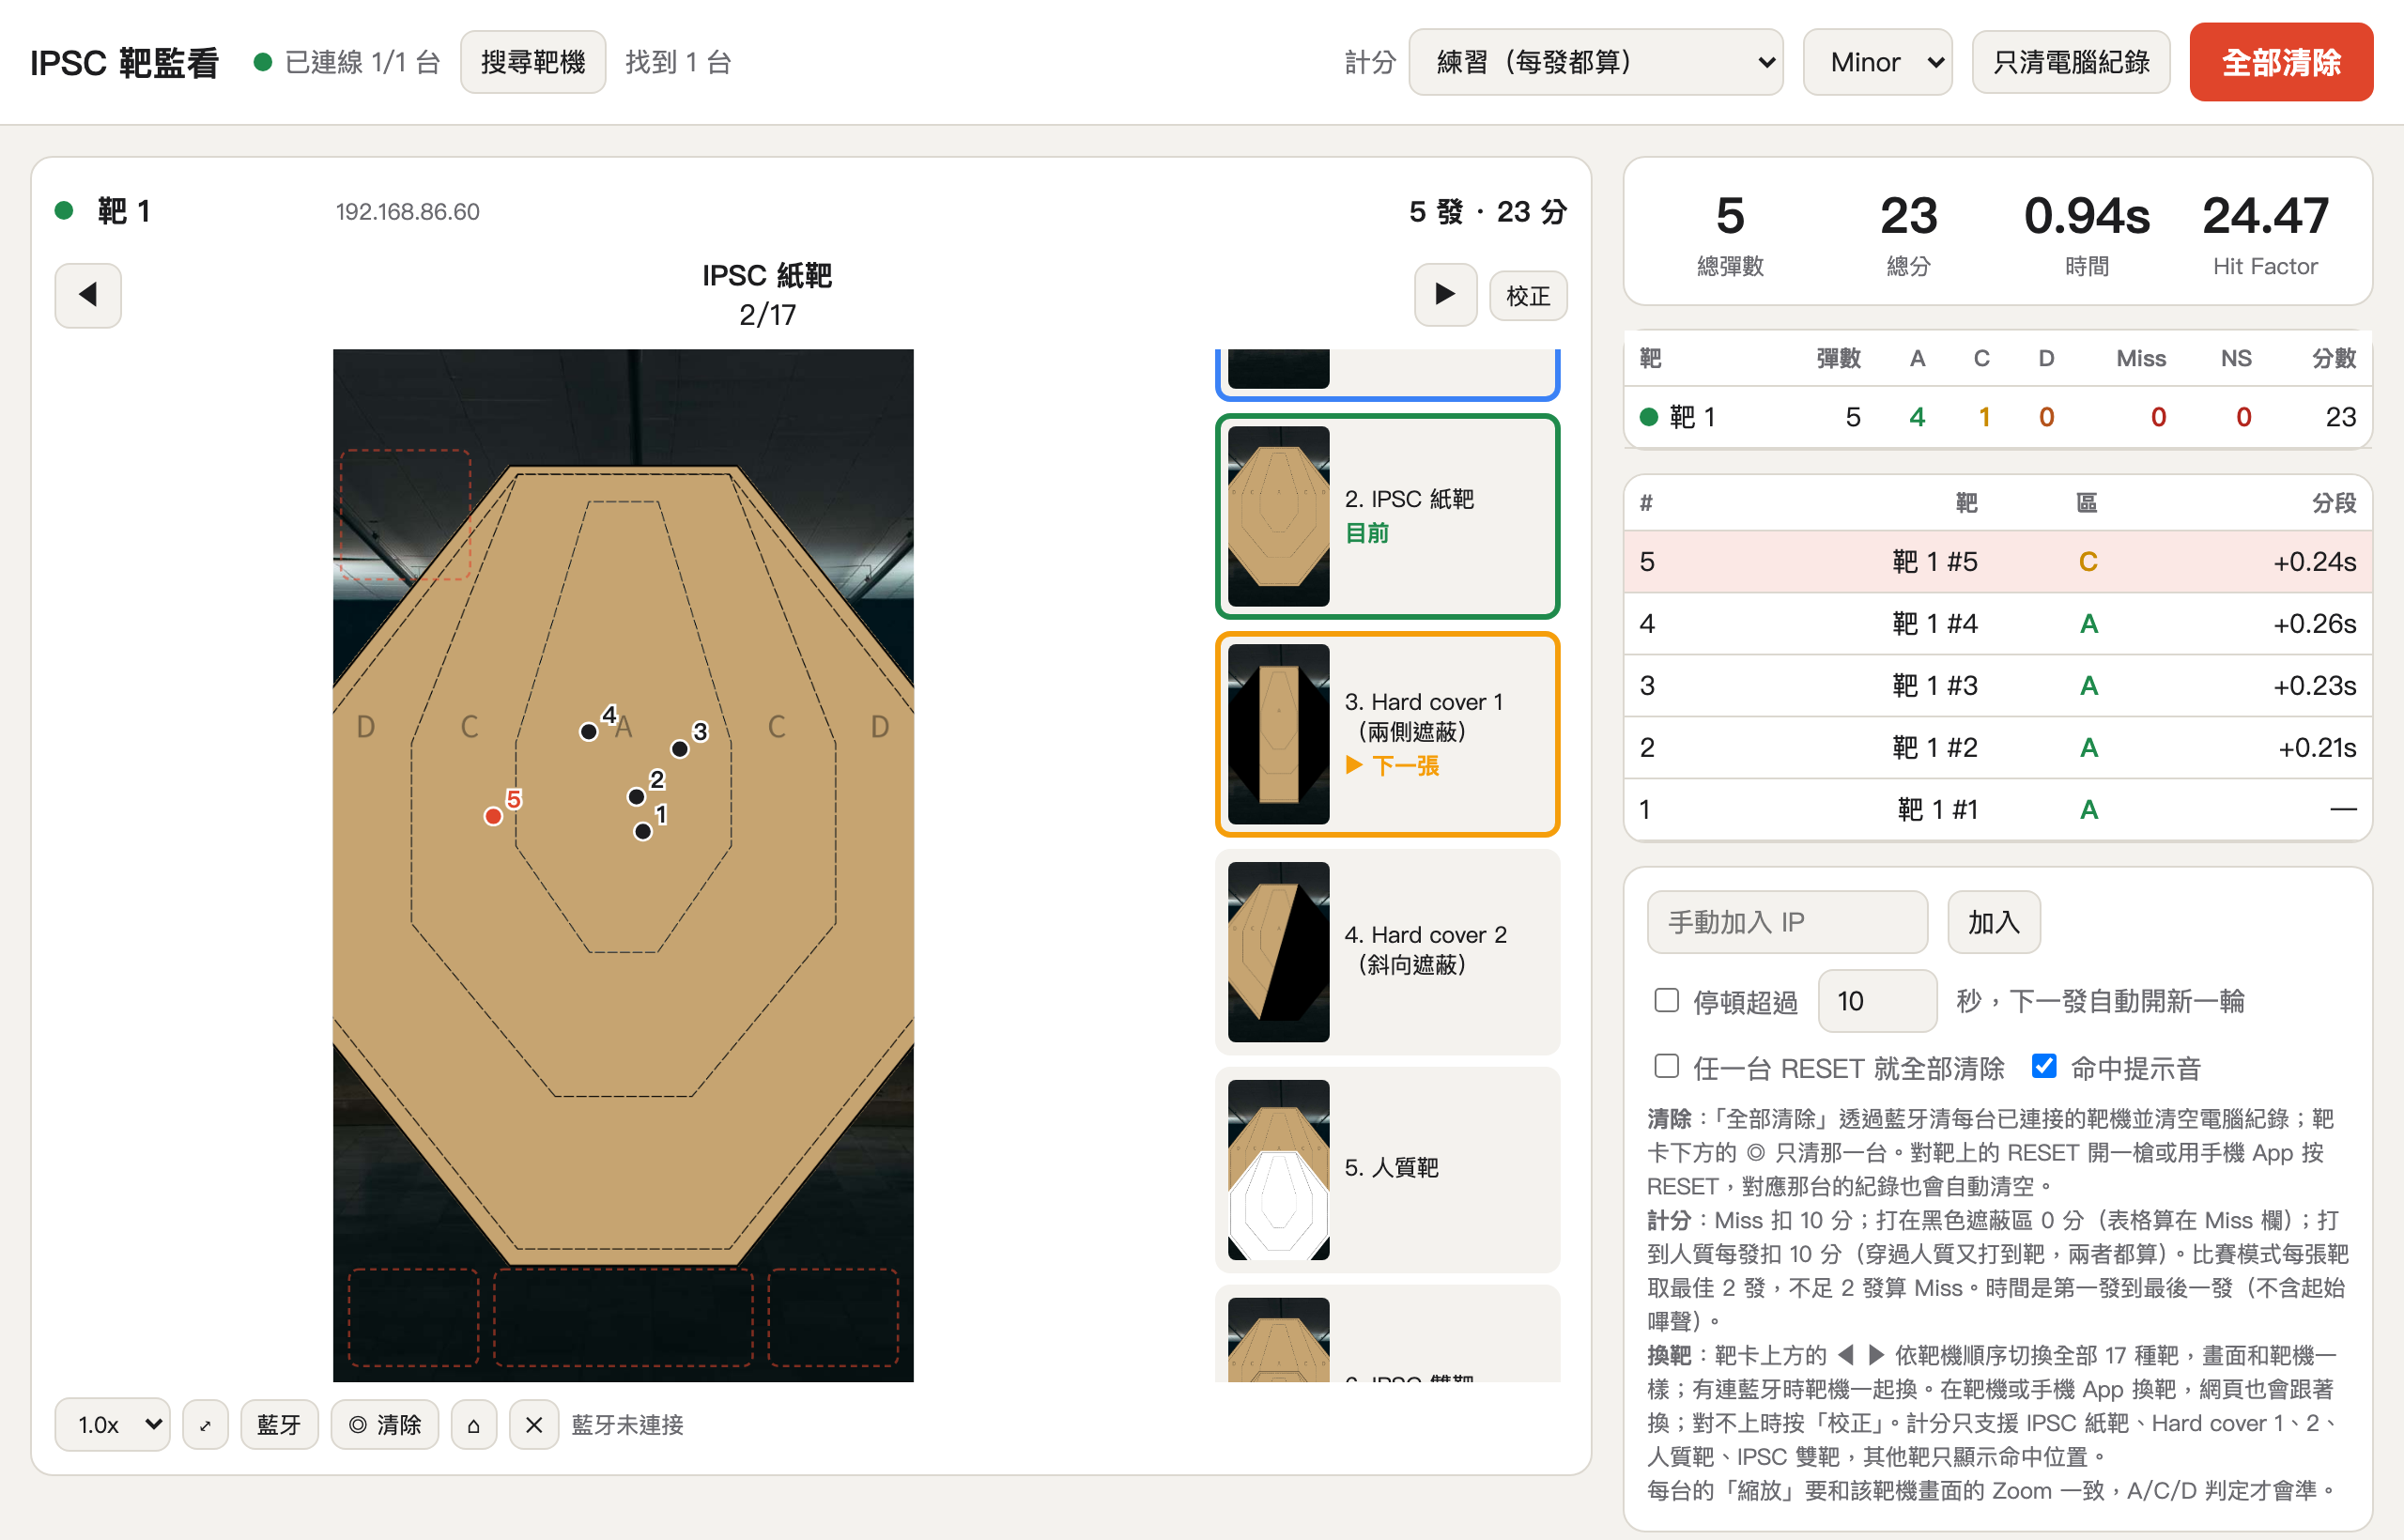 IPSC 靶監看
已連線 1/1 台
搜尋靶機
找到 1 台
計分
練習（每發都算）
Minor
只清電腦紀錄
全部清除
靶 1
192.168.86.60
5 發 · 23 分
◀
IPSC 紙靶
2/17
▶
校正
D C A C D
4
3
2
1
5
2. IPSC 紙靶
目前
3. Hard cover 1
（兩側遮蔽）
▶ 下一張
4. Hard cover 2
（斜向遮蔽）
5. 人質靶
1.0x
藍牙
◎ 清除
藍牙未連接
5 23 0.94s 24.47
總彈數 總分 時間 Hit Factor
靶 彈數 A C D Miss NS 分數
靶 1 5 4 1 0 0 0 23
# 靶 區 分段
5 靶 1 #5 C +0.24s
4 靶 1 #4 A +0.26s
3 靶 1 #3 A +0.23s
2 靶 1 #2 A +0.21s
1 靶 1 #1 A —
手動加入 IP
加入
停頓超過 10 秒，下一發自動開新一輪
任一台 RESET 就全部清除 命中提示音
清除：「全部清除」透過藍牙清每台已連接的靶機並清空電腦紀錄；靶
卡下方的 ◎ 只清那一台。對靶上的 RESET 開一槍或用手機 App 按
RESET，對應那台的紀錄也會自動清空。
計分：Miss 扣 10 分；打在黑色遮蔽區 0 分（表格算在 Miss 欄）；打
到人質每發扣 10 分（穿過人質又打到靶，兩者都算）。比賽模式每張靶
取最佳 2 發，不足 2 發算 Miss。時間是第一發到最後一發（不含起始
嗶聲）。
換靶：靶卡上方的 ◀ ▶ 依靶機順序切換全部 17 種靶，畫面和靶機一
樣；有連藍牙時靶機一起換。在靶機或手機 App 換靶，網頁也會跟著
換；對不上時按「校正」。計分只支援 IPSC 紙靶、Hard cover 1、2、
人質靶、IPSC 雙靶，其他靶只顯示命中位置。
每台的「縮放」要和該靶機畫面的 Zoom 一致，A/C/D 判定才會準。